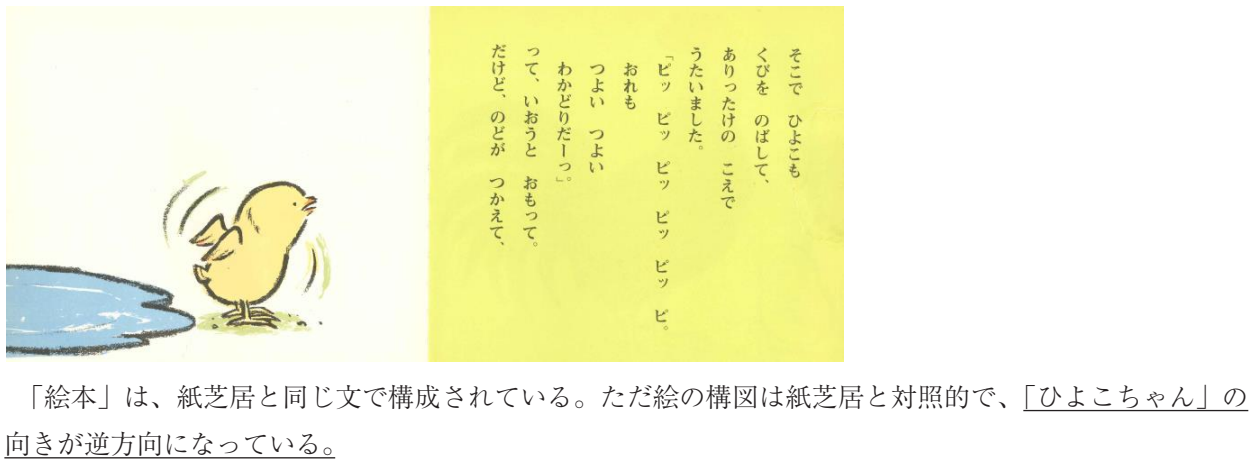 そこで　ひよこも
くびを　のばして、
ありったけの　こえで
うたいました。
「ピッ　ピッ　ピッ　ピッ　ピッ　ピ。
おれも
つよい　つよい
わかどりだーっ」。
って、いおうと　おもって。
だけど、のどが　つかえて、
「絵本」は、紙芝居と同じ文で構成されている。ただ絵の構図は紙芝居と対照的で、「ひよこちゃん」の
向きが逆方向になっている。